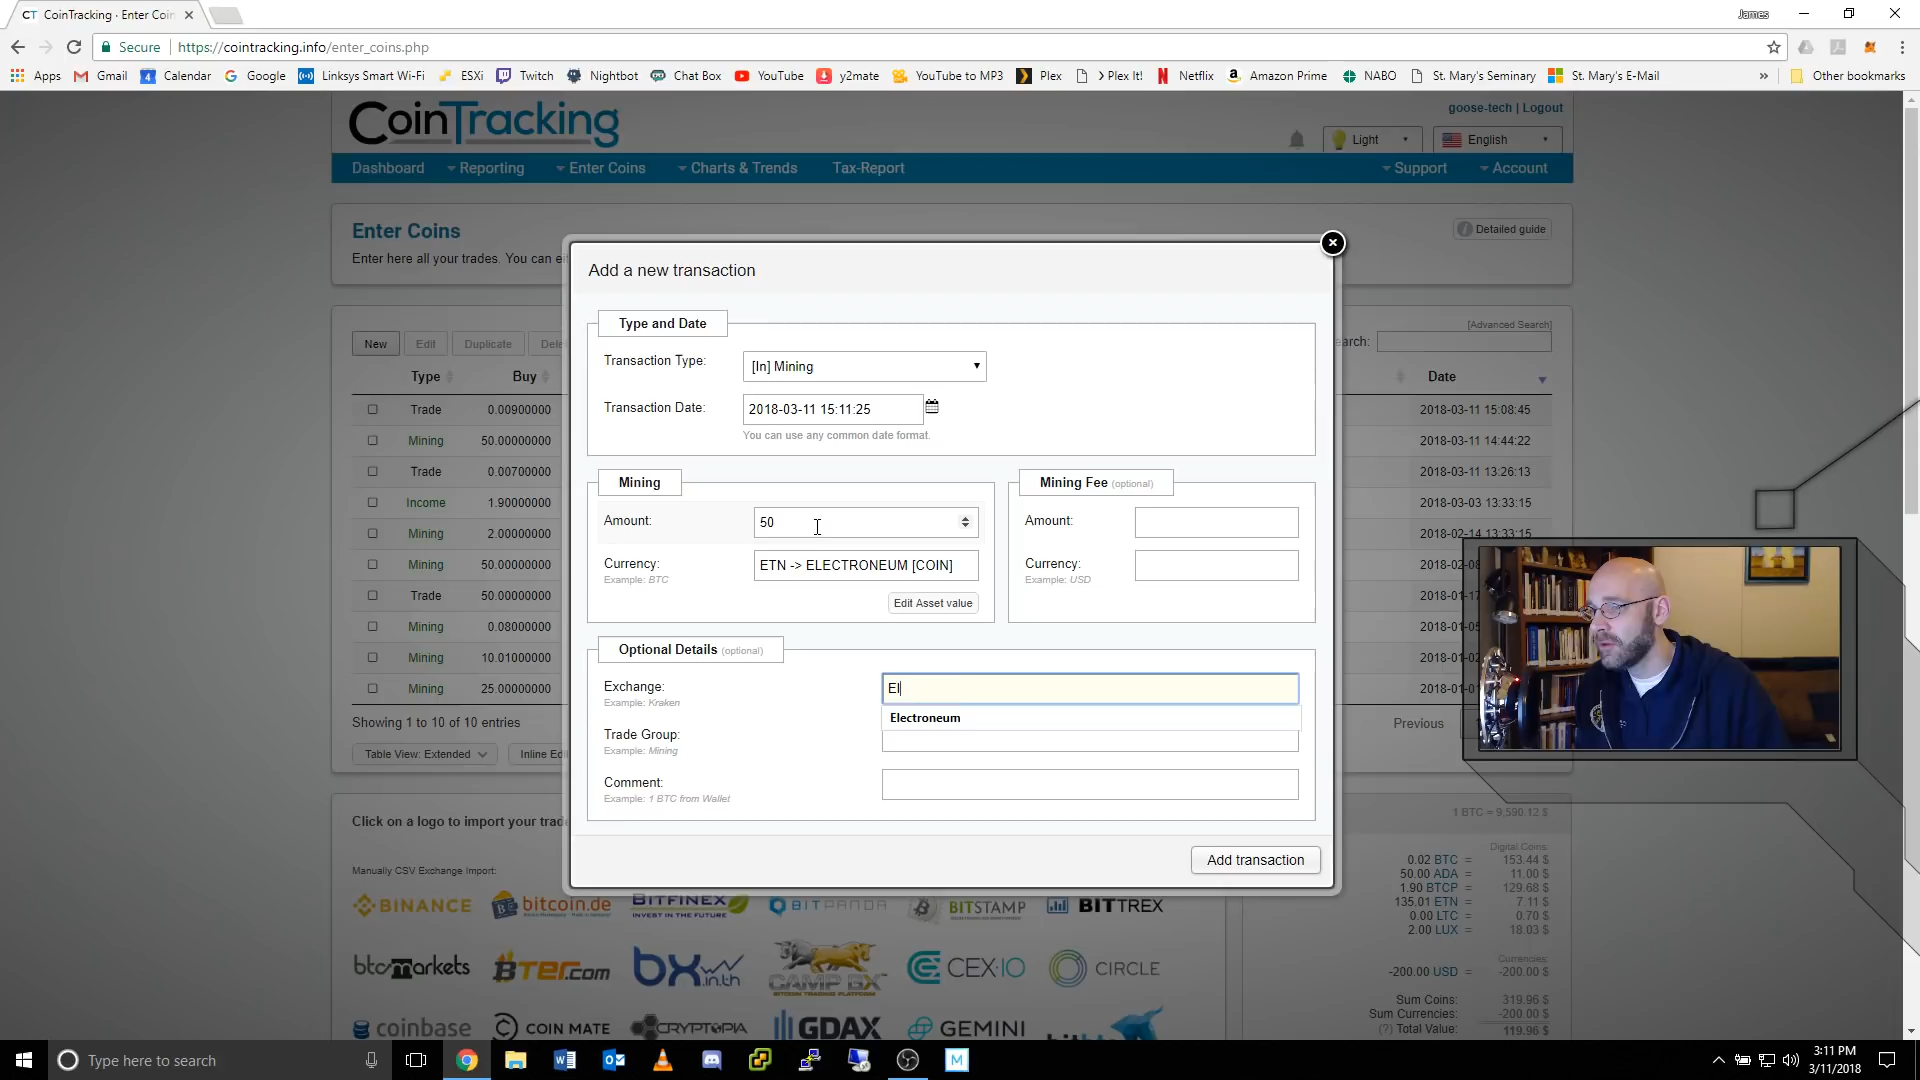 CT CoinTracking · Enter Coin
James
Secure | https://cointracking.info/enter_coins.php
Apps Gmail Calendar Google Linksys Smart Wi-Fi ESXi Twitch Nightbot Chat Box YouTube y2mate YouTube to MP3 Plex > Plex It! Netflix Amazon Prime NABO St. Mary's Seminary St. Mary's E-Mail » Other bookmarks
CoinTracking
goose-tech | Logout
Light English
Dashboard Reporting Enter Coins Charts & Trends Tax-Report Support Account
Enter Coins
Detailed guide
Enter here all your trades. You can
Add a new transaction
Type and Date
Transaction Type: [In] Mining
Transaction Date: 2018-03-11 15:11:25
You can use any common date format.
Mining
Amount: 50
Currency: ETN -> ELECTRONEUM [COIN]
Example: BTC
Edit Asset value
Mining Fee (optional)
Amount:
Currency:
Example: USD
Optional Details (optional)
Exchange: El
Example: Kraken
Electroneum
Trade Group:
Example: Mining
Comment:
Example: 1 BTC from Wallet
Add transaction
New Edit Duplicate
[Advanced Search]
Type Buy Date
Trade 0.00900000 2018-03-11 15:08:45
Mining 50.00000000 2018-03-11 14:44:22
Trade 0.00700000 2018-03-11 13:26:13
Income 1.90000000 2018-03-03 13:33:15
Mining 2.00000000 2018-02-14 13:33:15
Trade 50.00000000
Mining 0.08000000
Mining 10.01000000
Mining 25.00000000
Showing 1 to 10 of 10 entries
Previous
Table View: Extended
Click on a logo to import your
Manually CSV Exchange Import:
BINANCE bitcoin.de BITFINEX BITPANDA BITSTAMP BITTREX
btcmarkets BTER.COM bx.in.th CAMP BX CEX.IO CIRCLE
coinbase COIN MATE CRYPTOPIA GDAX GEMINI
1 BTC = 9,590.12 $
Digital Coins:
0.02 BTC = 153.44 $
50.00 ADA = 11.00 $
1.90 BTCP = 129.68 $
135.01 ETN = 7.11 $
0.00 LTC = 0.70 $
2.00 LUX = 18.03 $
Currencies:
-200.00 USD = -200.00 $
Sum Coins: 319.96 $
Sum Currencies: -200.00 $
(?) Total Value: 119.96 $
Type here to search
3:11 PM
3/11/2018